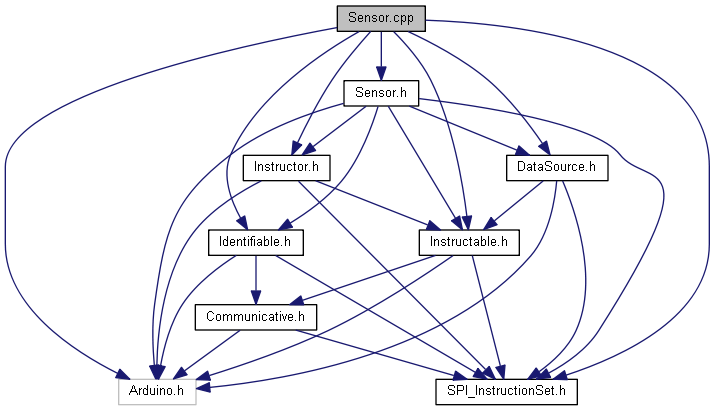 Sensor.cpp
Sensor.h
Instructor.h
DataSource.h
Identifiable.h
Instructable.h
Communicative.h
Arduino.h
SPI_InstructionSet.h